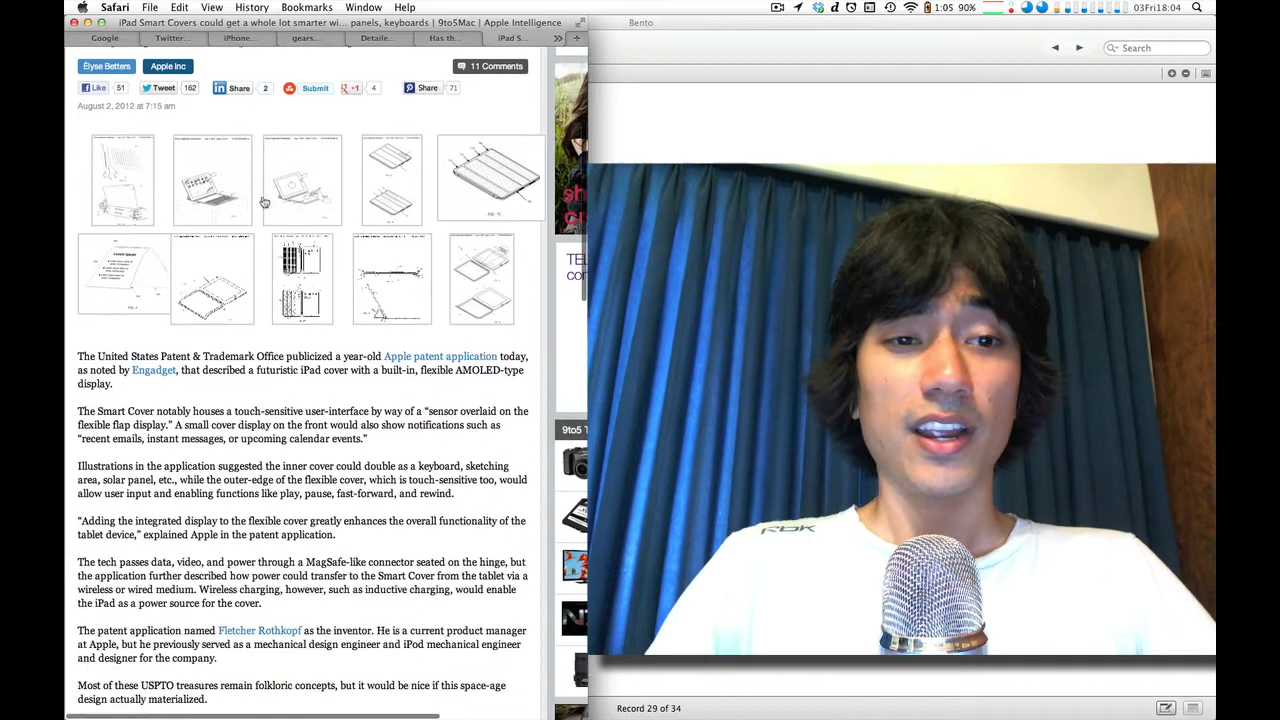 Safari File Edit View History Bookmarks Window Help
1:05 90% 03Fri18:04
iPad Smart Covers could get a whole lot smarter wi... panels, keyboards | 9to5Mac | Apple Intelligence
Bento
Google Twitter... iPhone... gears... Detaile... Has th... iPad S...
Search
Élyse Betters Apple Inc 11 Comments
Like 51 Tweet 162 Share 2 Submit +1 4 Share 71
August 2, 2012 at 7:15 am
The United States Patent & Trademark Office publicized a year-old Apple patent application today,
as noted by Engadget, that described a futuristic iPad cover with a built-in, flexible AMOLED-type
display.
The Smart Cover notably houses a touch-sensitive user-interface by way of a “sensor overlaid on the
flexible flap display.” A small cover display on the front would also show notifications such as
“recent emails, instant messages, or upcoming calendar events.”
Illustrations in the application suggested the inner cover could double as a keyboard, sketching
area, solar panel, etc., while the outer-edge of the flexible cover, which is touch-sensitive too, would
allow user input and enabling functions like play, pause, fast-forward, and rewind.
“Adding the integrated display to the flexible cover greatly enhances the overall functionality of the
tablet device,” explained Apple in the patent application.
The tech passes data, video, and power through a MagSafe-like connector seated on the hinge, but
the application further described how power could transfer to the Smart Cover from the tablet via a
wireless or wired medium. Wireless charging, however, such as inductive charging, would enable
the iPad as a power source for the cover.
The patent application named Fletcher Rothkopf as the inventor. He is a current product manager
at Apple, but he previously served as a mechanical design engineer and iPod mechanical engineer
and designer for the company.
Most of these USPTO treasures remain folkloric concepts, but it would be nice if this space-age
design actually materialized.
sh
TEL
con
9to5 T
Record 29 of 34